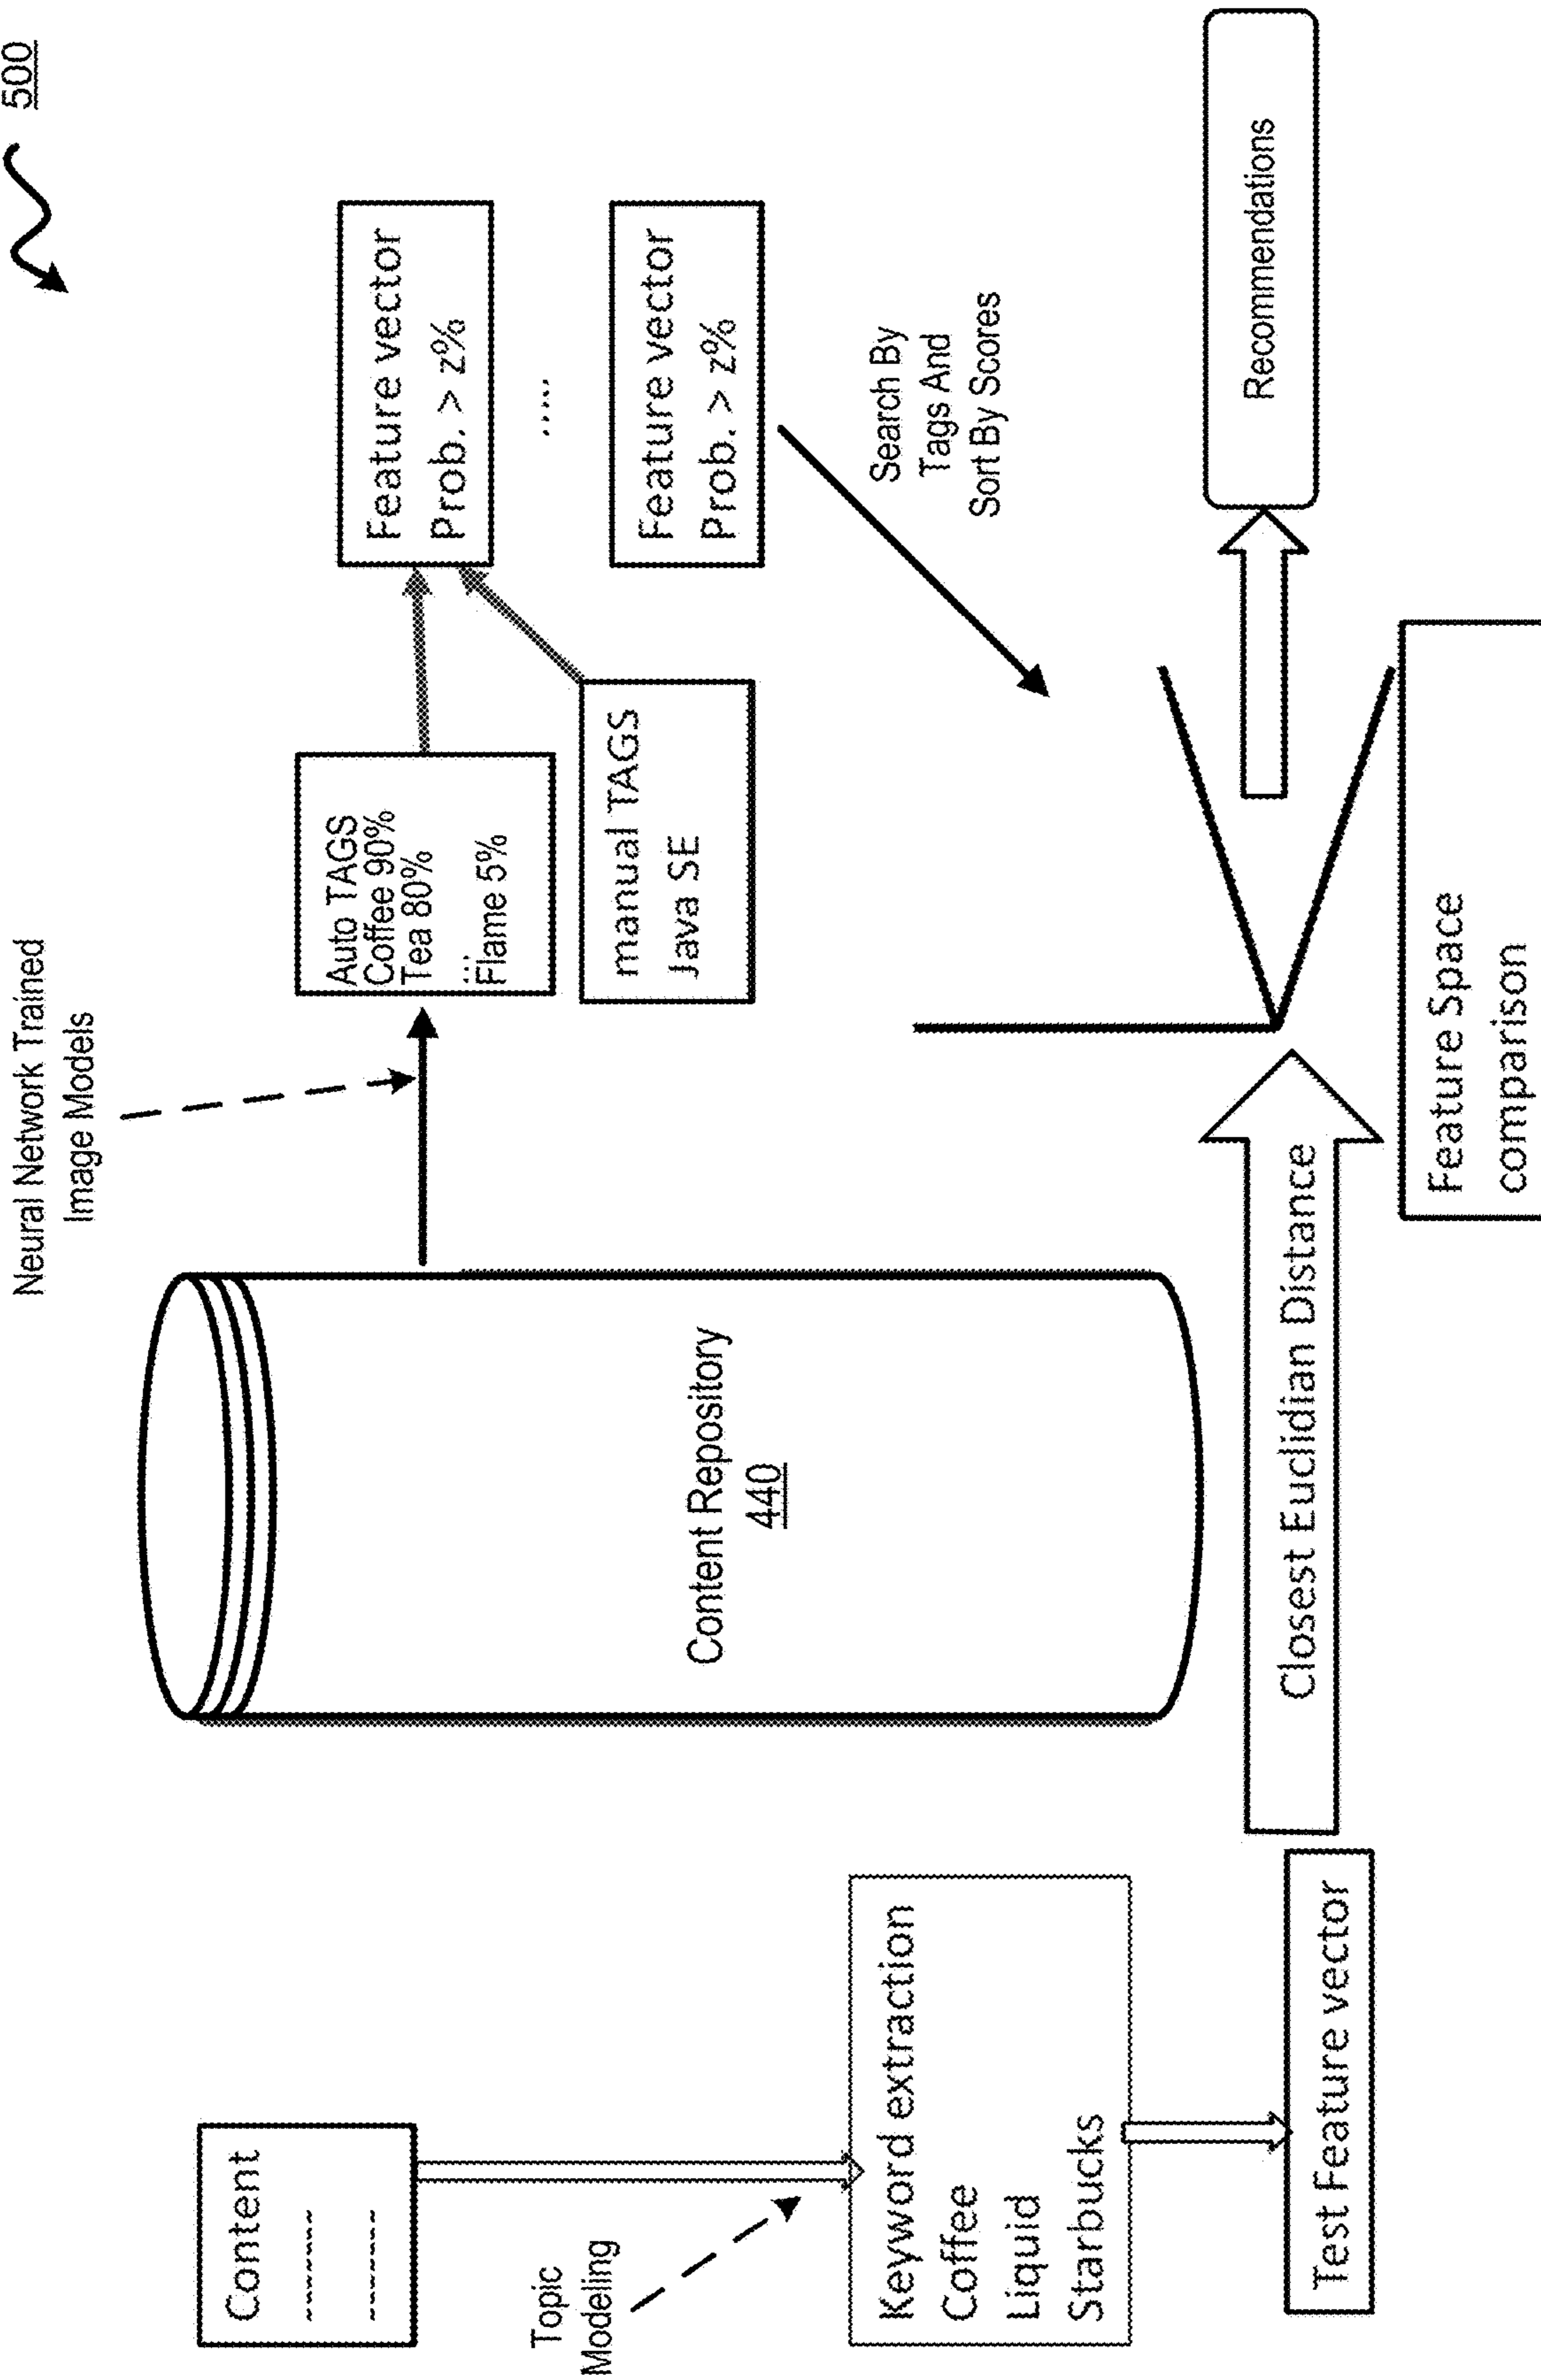 500
Neural Network Trained
Image Models
Content
--------
--------
Topic
Modeling
Keyword extraction
Coffee
Liquid
Starbucks
Test Feature vector
Content Repository
440
Auto TAGS
Coffee 90%
Tea 80%
...
Flame 5%
manual TAGS
Java SE
Feature vector
Prob. > z%
.....
Feature vector
Prob. > z%
Search By
Tags And
Sort By Scores
Closest Euclidian Distance
Feature Space
comparison
Recommendations